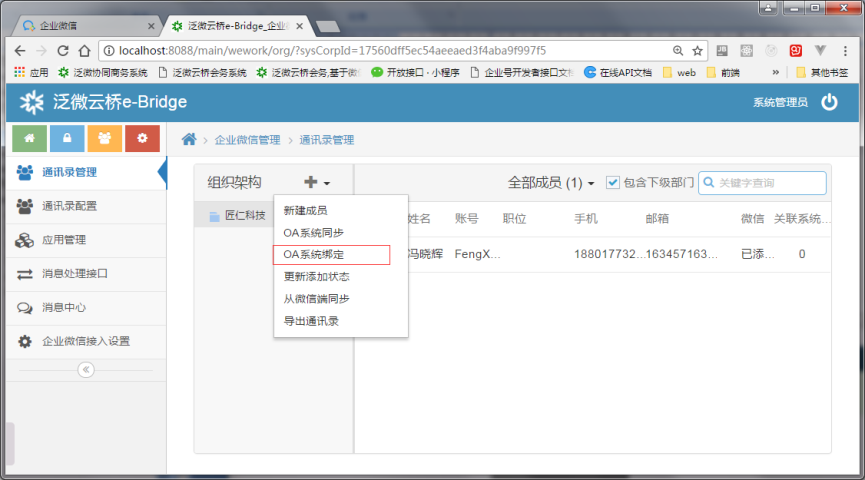 企业微信
泛微云桥e-Bridge_企业
localhost:8088/main/wework/org/?sysCorpId=17560dff5ec54aeeaed3f4aba9f997f5
应用 泛微协同商务系统 泛微云桥会务系统 泛微云桥会务,基于微信 开放接口 · 小程序 企业号开发者接口文档 在线API文档 web 前端 » 其他书签
泛微云桥e-Bridge
系统管理员
企业微信管理 > 通讯录管理
通讯录管理
通讯录配置
应用管理
消息处理接口
消息中心
企业微信接入设置
组织架构
匠仁科技
新建成员
OA系统同步
OA系统绑定
更新添加状态
从微信端同步
导出通讯录
全部成员 (1) 包含下级部门 关键字查询
姓名 账号 职位 手机 邮箱 微信 关联系统...
冯晓辉 FengX... 188017732... 163457163... 已添... 0